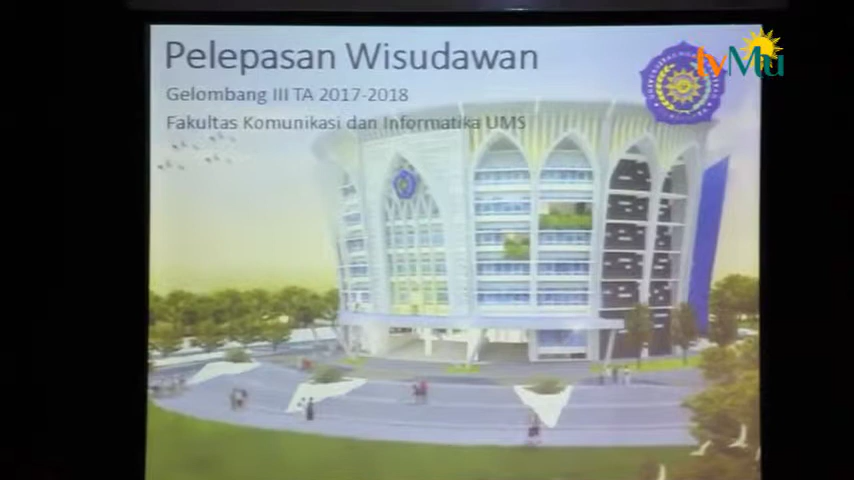 Pelepasan Wisudawan
Gelombang III TA 2017-2018
Fakultas Komunikasi dan Informatika UMS
tvMu